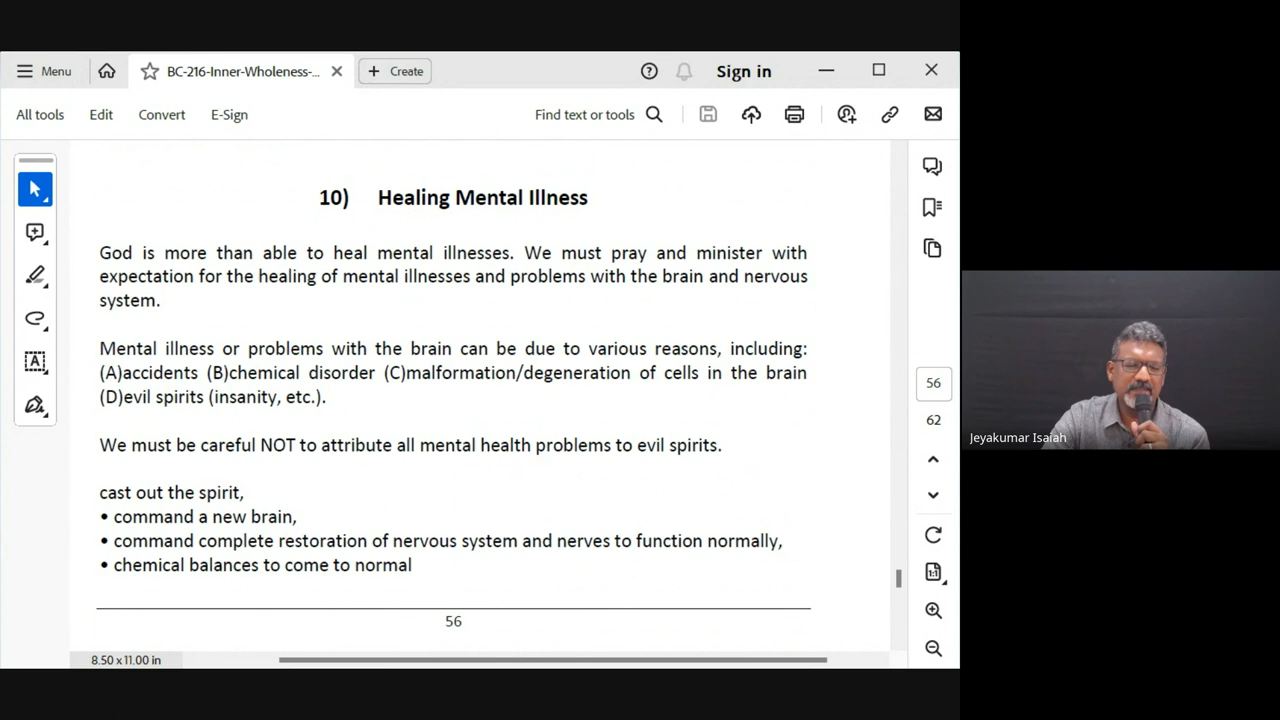 Menu
BC-216-Inner-Wholeness-...
Create
Sign in
All tools
Edit
Convert
E-Sign
Find text or tools
10) Healing Mental Illness
God is more than able to heal mental illnesses. We must pray and minister with
expectation for the healing of mental illnesses and problems with the brain and nervous
system.
Mental illness or problems with the brain can be due to various reasons, including:
(A)accidents (B)chemical disorder (C)malformation/degeneration of cells in the brain
(D)evil spirits (insanity, etc.).
We must be careful NOT to attribute all mental health problems to evil spirits.
cast out the spirit,
• command a new brain,
• command complete restoration of nervous system and nerves to function normally,
• chemical balances to come to normal
56
8.50 x 11.00 in
56
62
1:1
Jeyakumar Isaiah